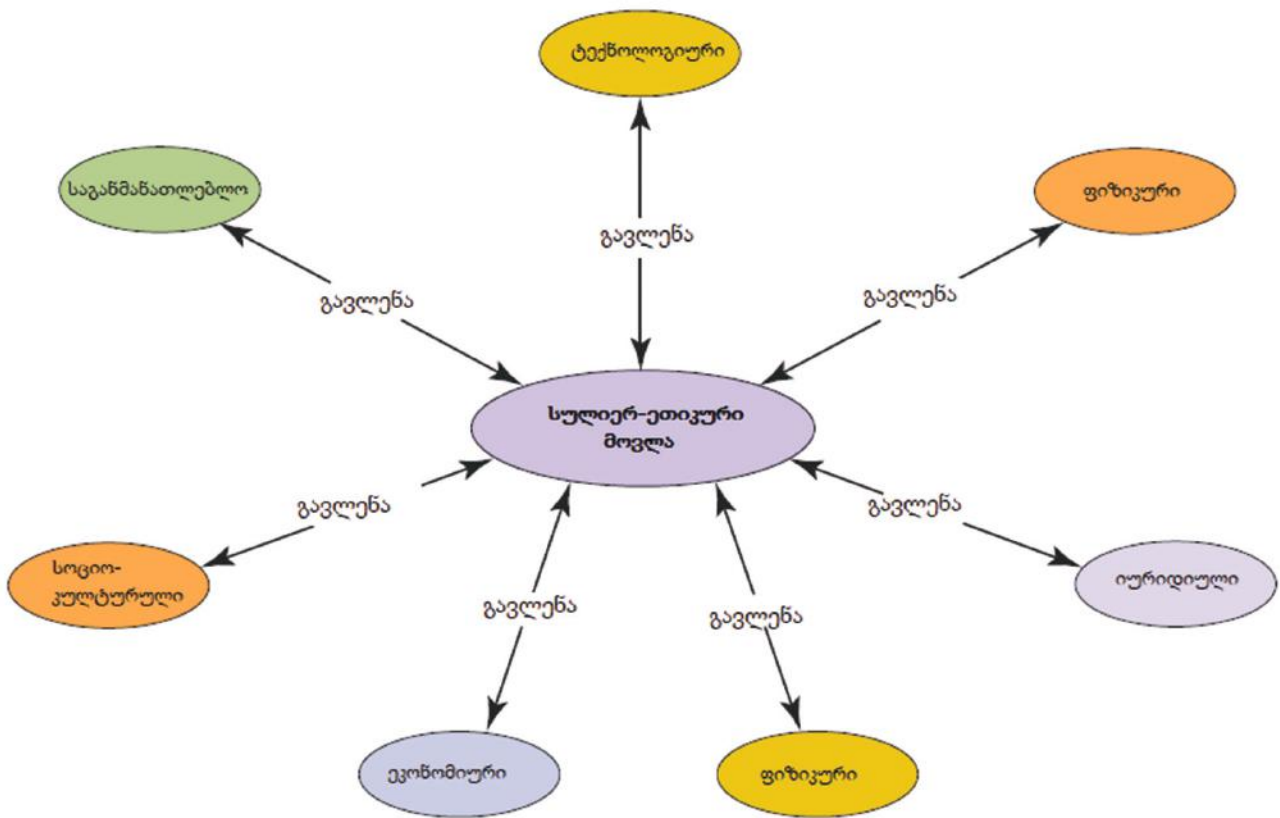 ტექნოლოგიური
საგანმანათლებლო
ფიზიკური
გავლენა
გავლენა
გავლენა
სულიერ-ეთიკური
მოვლა
გავლენა
გავლენა
სოციო-
კულტურული
იურიდიული
გავლენა
გავლენა
ეკონომიური
ფიზიკური